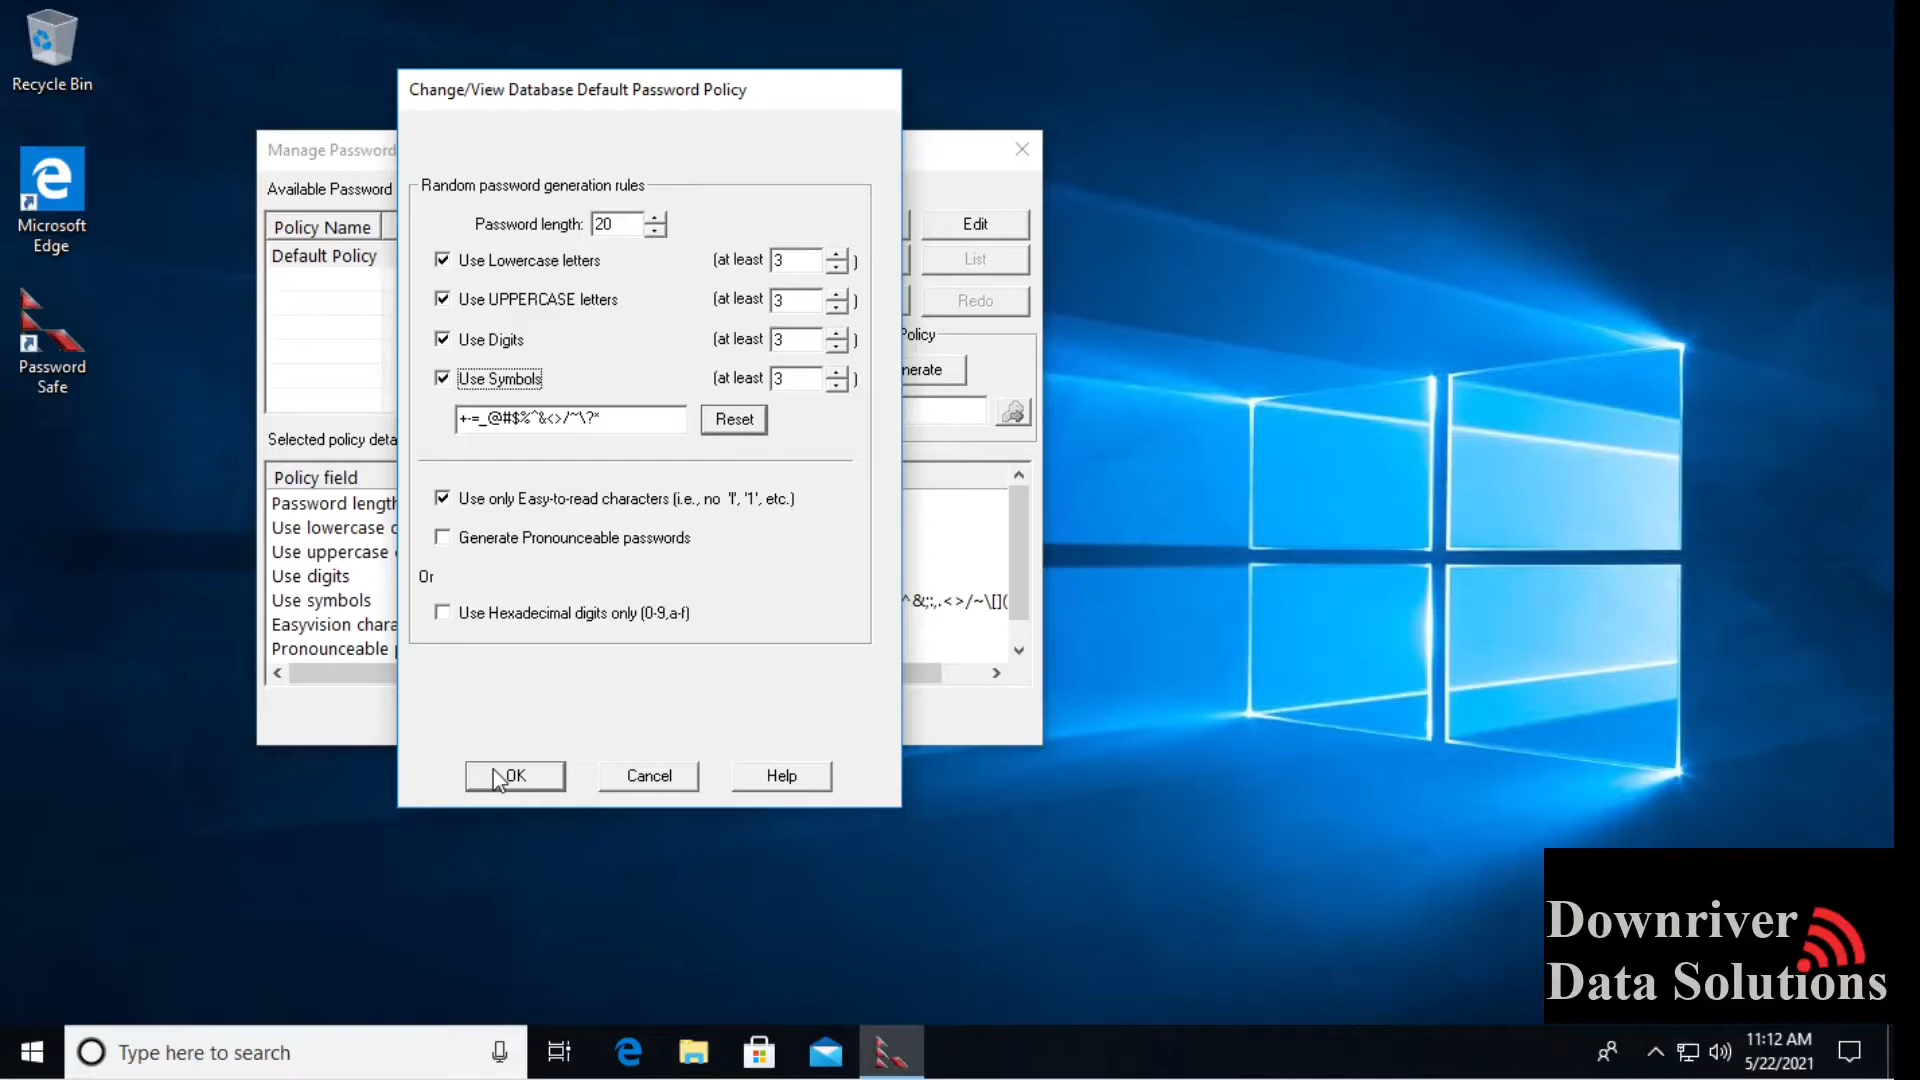 Recycle Bin
Microsoft
Edge
Password
Safe
Change/View Database Default Password Policy
Manage Password
Available Password
Policy Name
Default Policy
Selected policy deta
Policy field
Password length
Use lowercase c
Use uppercase
Use digits
Use symbols
Easyvision chara
Pronounceable
Random password generation rules
Password length: 20
Use Lowercase letters (at least 3 )
Use UPPERCASE letters (at least 3 )
Use Digits (at least 3 )
Use Symbols (at least 3 )
+-=_@#$%^&<>/~\?* Reset
Use only Easy-to-read characters (i.e., no 'l', '1', etc.)
Generate Pronounceable passwords
Or
Use Hexadecimal digits only (0-9,a-f)
OK Cancel Help
Edit
List
Redo
Policy
nerate
^&;:,.<>/~\[](
Downriver
Data Solutions
Type here to search
11:12 AM
5/22/2021